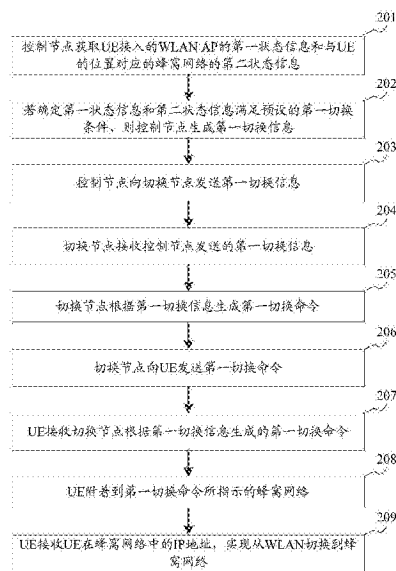 201
控制节点获取UE接入的WLAN AP的第一状态信息和与UE
的位置对应的蜂窝网络的第二状态信息
202
若确定第一状态信息和第二状态信息满足预设的第一切换
条件、则控制节点生成第一切换信息
203
控制节点向切换节点发送第一切换信息
204
切换节点接收控制节点发送的第一切换信息
205
切换节点根据第一切换信息生成第一切换命令
206
切换节点向UE发送第一切换命令
207
UE接收切换节点根据第一切换信息生成的第一切换命令
208
UE附着到第一切换命令所指示的蜂窝网络
209
UE接收UE在蜂窝网络中的IP地址，实现从WLAN切换到蜂
窝网络